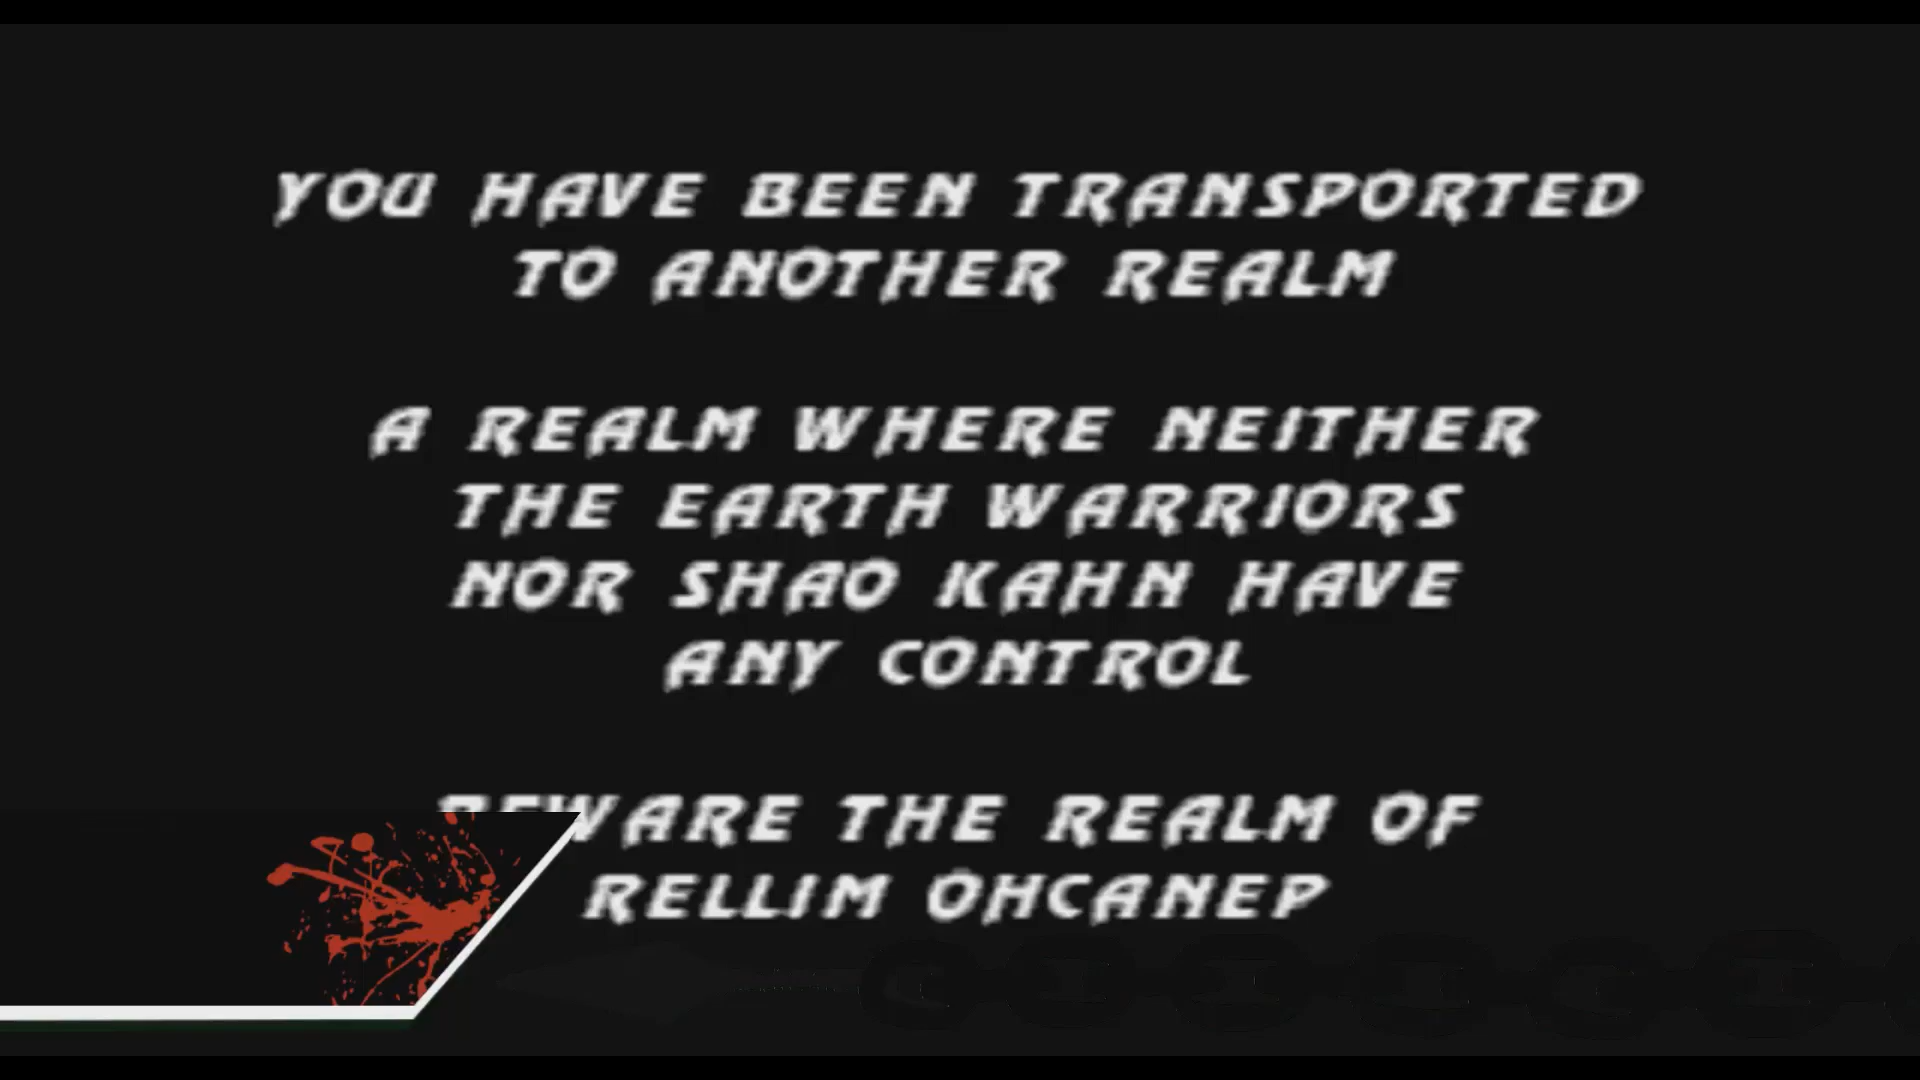 YOU HAVE BEEN TRANSPORTED
TO ANOTHER REALM
A REALM WHERE NEITHER
THE EARTH WARRIORS
NOR SHAO KAHN HAVE
ANY CONTROL
BEWARE THE REALM OF
RELLIM OHCANEP